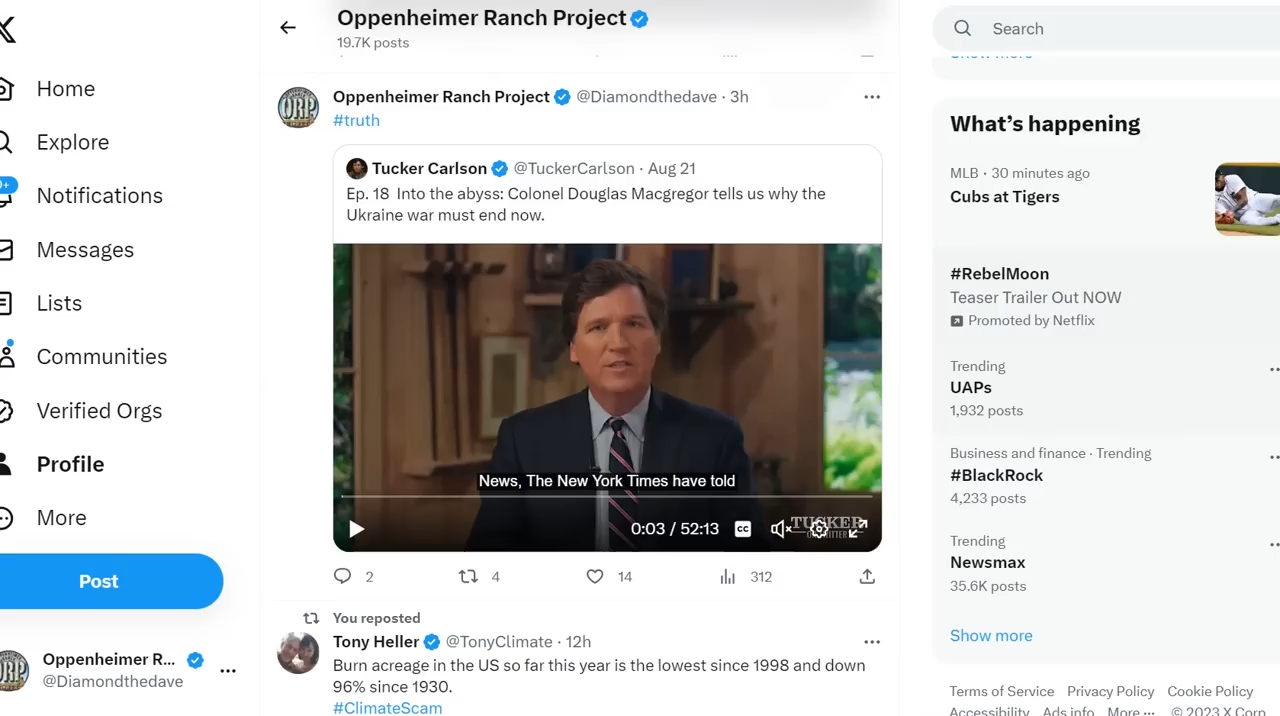 Home
Explore
Notifications
Messages
Lists
Communities
Verified Orgs
Profile
More
Post
Oppenheimer R...
@Diamondthedave
Oppenheimer Ranch Project
19.7K posts
Oppenheimer Ranch Project @Diamondthedave · 3h
#truth
Tucker Carlson @TuckerCarlson · Aug 21
Ep. 18 Into the abyss: Colonel Douglas Macgregor tells us why the
Ukraine war must end now.
News, The New York Times have told
0:03 / 52:13
CC
TUCKER
2 4 14 312
You reposted
Tony Heller @TonyClimate · 12h
Burn acreage in the US so far this year is the lowest since 1998 and down
96% since 1930.
#ClimateScam
Search
What's happening
MLB · 30 minutes ago
Cubs at Tigers
#RebelMoon
Teaser Trailer Out NOW
Promoted by Netflix
Trending
UAPs
1,932 posts
Business and finance · Trending
#BlackRock
4,233 posts
Trending
Newsmax
35.6K posts
Show more
Terms of Service Privacy Policy Cookie Policy
Accessibility Ads info More ··· © 2023 X Corp.